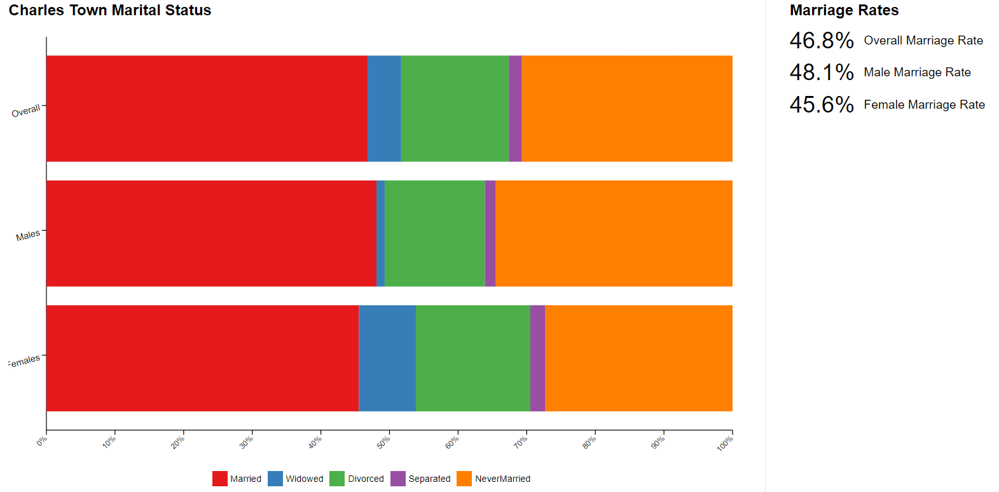 Charles Town Marital Status
Overall
Males
Females
0%
10%
20%
30%
40%
50%
60%
70%
80%
90%
100%
Married
Widowed
Divorced
Separated
NeverMarried
Marriage Rates
46.8% Overall Marriage Rate
48.1% Male Marriage Rate
45.6% Female Marriage Rate